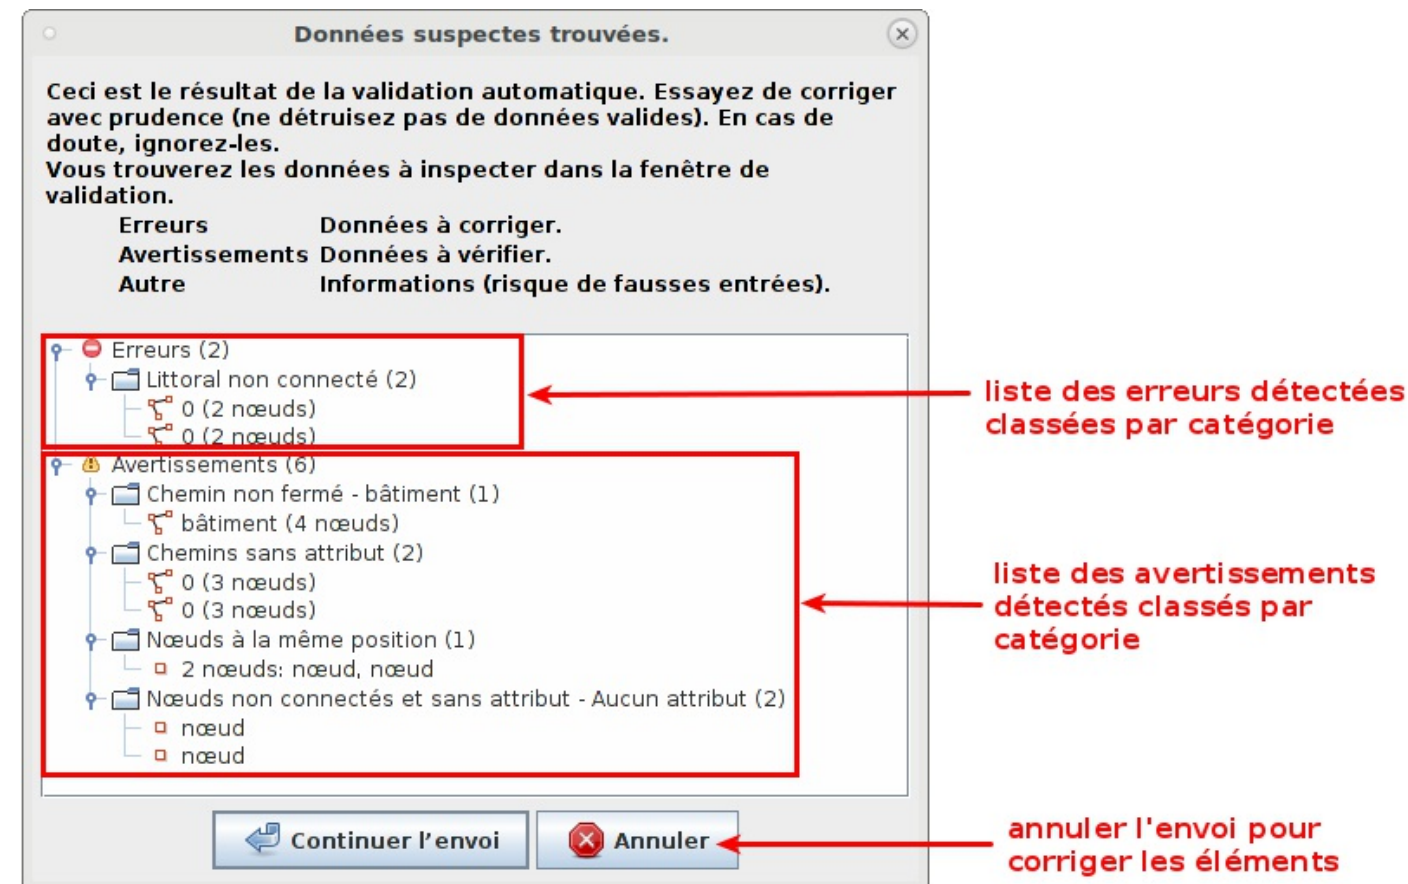 Données suspectes trouvées.
Ceci est le résultat de la validation automatique. Essayez de corriger
avec prudence (ne détruisez pas de données valides). En cas de
doute, ignorez-les.
Vous trouverez les données à inspecter dans la fenêtre de
validation.
Erreurs Données à corriger.
Avertissements Données à vérifier.
Autre Informations (risque de fausses entrées).
Erreurs (2)
Littoral non connecté (2)
0 (2 nœuds)
0 (2 nœuds)
liste des erreurs détectées
classées par catégorie
Avertissements (6)
Chemin non fermé - bâtiment (1)
bâtiment (4 nœuds)
Chemins sans attribut (2)
0 (3 nœuds)
0 (3 nœuds)
Nœuds à la même position (1)
2 nœuds: nœud, nœud
Nœuds non connectés et sans attribut - Aucun attribut (2)
nœud
nœud
liste des avertissements
détectés classés par
catégorie
Continuer l’envoi
Annuler
annuler l'envoi pour
corriger les éléments